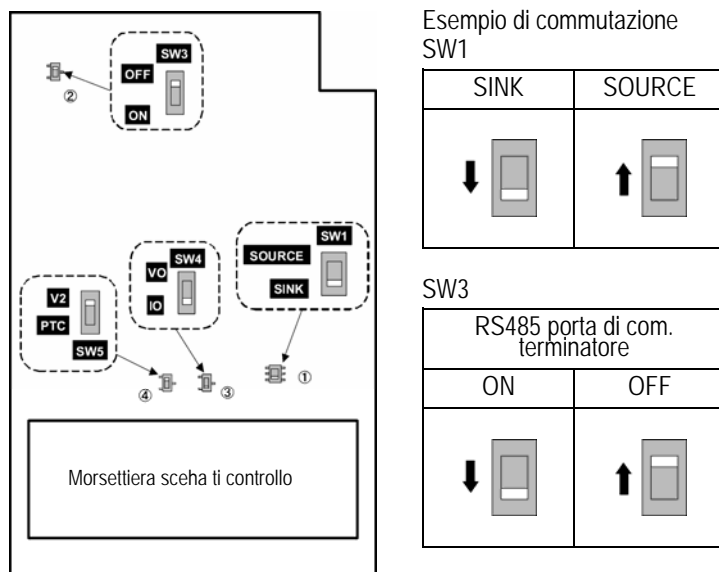 SW3
OFF
ON
②
SW1
SOURCE
SINK
SW4
VO
IO
V2
PTC
SW5
④
③
①
Morsettiera sceha ti controllo
Esempio di commutazione
SW1
SINK SOURCE
SW3
RS485 porta di com.
terminatore
ON OFF